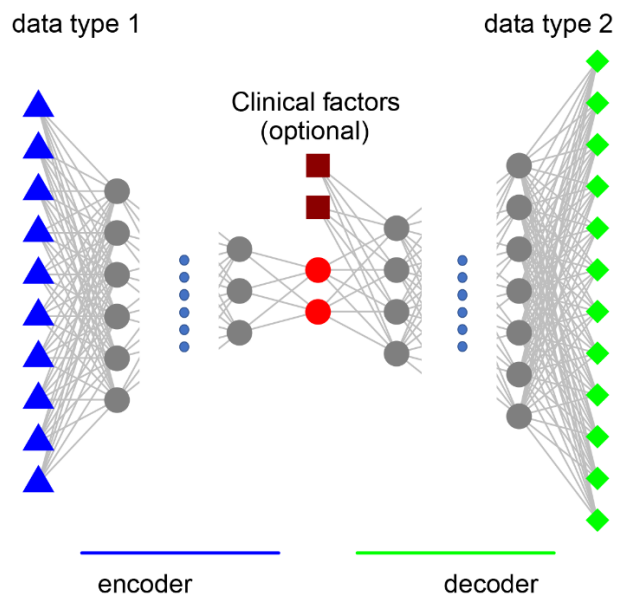 data type 1
data type 2
Clinical factors
(optional)
encoder
decoder